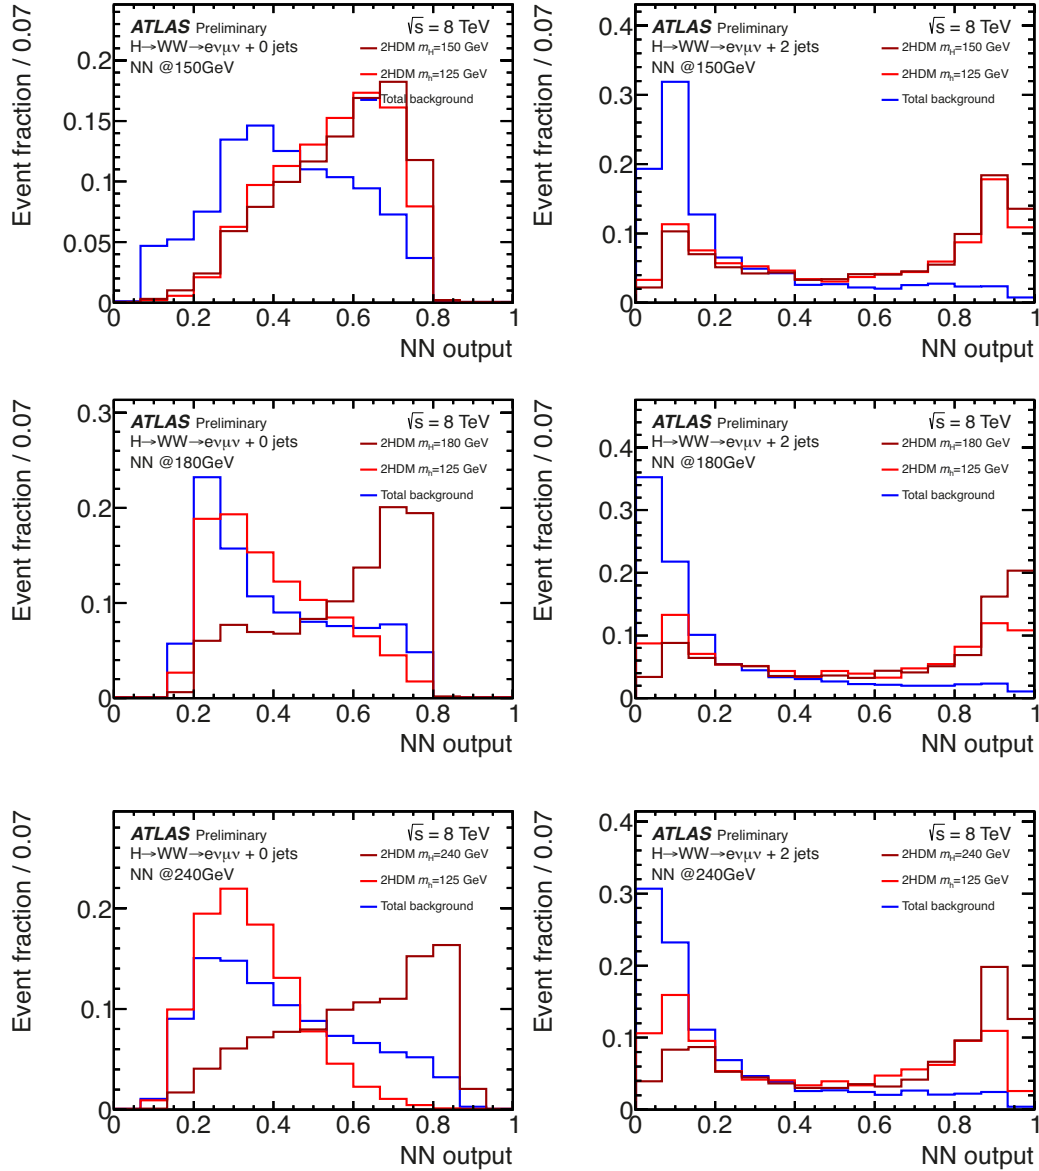 Event fraction / 0.07
ATLAS Preliminary
√s = 8 TeV
H→WW→eνμν + 0 jets
NN @150GeV
2HDM mH=150 GeV
2HDM mh=125 GeV
Total background
0.2
0.15
0.1
0.05
0
0 0.2 0.4 0.6 0.8 1
NN output
Event fraction / 0.07
ATLAS Preliminary
√s = 8 TeV
H→WW→eνμν + 2 jets
NN @150GeV
2HDM mH=150 GeV
2HDM mh=125 GeV
Total background
0.4
0.3
0.2
0.1
0
0 0.2 0.4 0.6 0.8 1
NN output
Event fraction / 0.07
ATLAS Preliminary
√s = 8 TeV
H→WW→eνμν + 0 jets
NN @180GeV
2HDM mH=180 GeV
2HDM mh=125 GeV
Total background
0.3
0.2
0.1
0
0 0.2 0.4 0.6 0.8 1
NN output
Event fraction / 0.07
ATLAS Preliminary
√s = 8 TeV
H→WW→eνμν + 2 jets
NN @180GeV
2HDM mH=180 GeV
2HDM mh=125 GeV
Total background
0.4
0.3
0.2
0.1
0
0 0.2 0.4 0.6 0.8 1
NN output
Event fraction / 0.07
ATLAS Preliminary
√s = 8 TeV
H→WW→eνμν + 0 jets
NN @240GeV
2HDM mH=240 GeV
2HDM mh=125 GeV
Total background
0.2
0.1
0
0 0.2 0.4 0.6 0.8 1
NN output
Event fraction / 0.07
ATLAS Preliminary
√s = 8 TeV
H→WW→eνμν + 2 jets
NN @240GeV
2HDM mH=240 GeV
2HDM mh=125 GeV
Total background
0.4
0.3
0.2
0.1
0
0 0.2 0.4 0.6 0.8 1
NN output